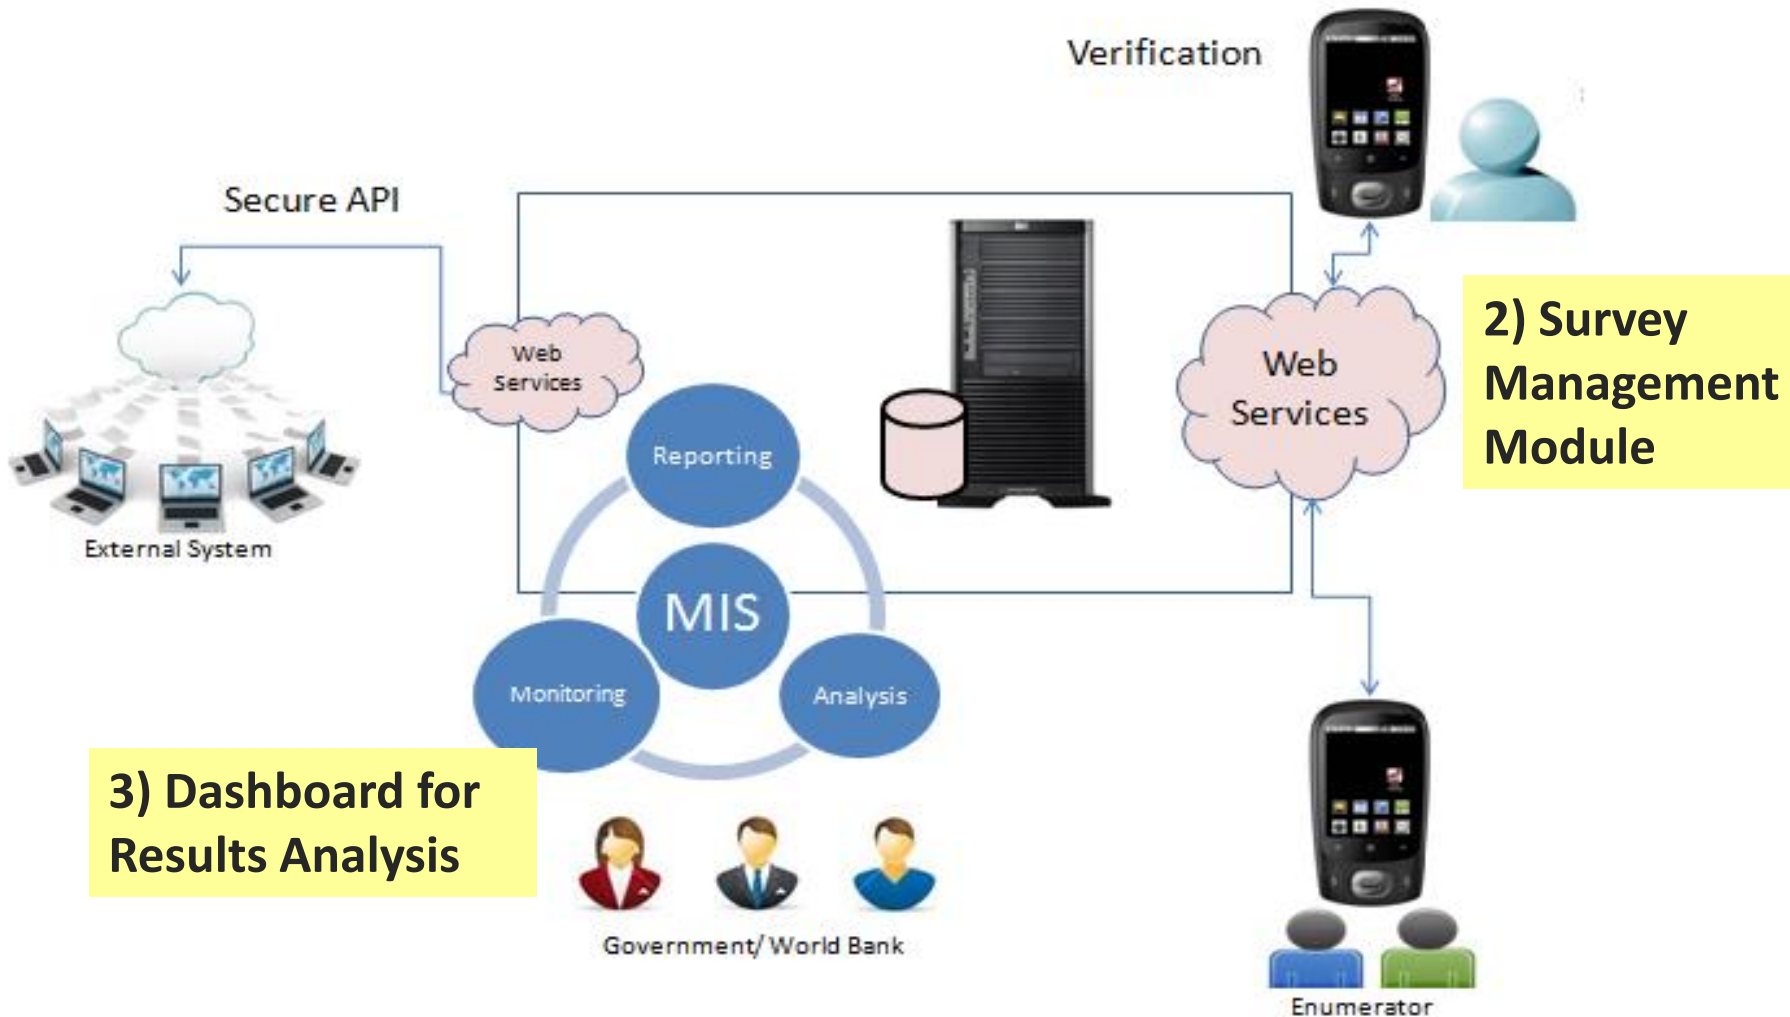 Verification
Secure API
2) Survey
Management
Module
Web
Services
Web
Services
Reporting
External System
MIS
Monitoring
Analysis
3) Dashboard for
Results Analysis
Government/ World Bank
Enumerator